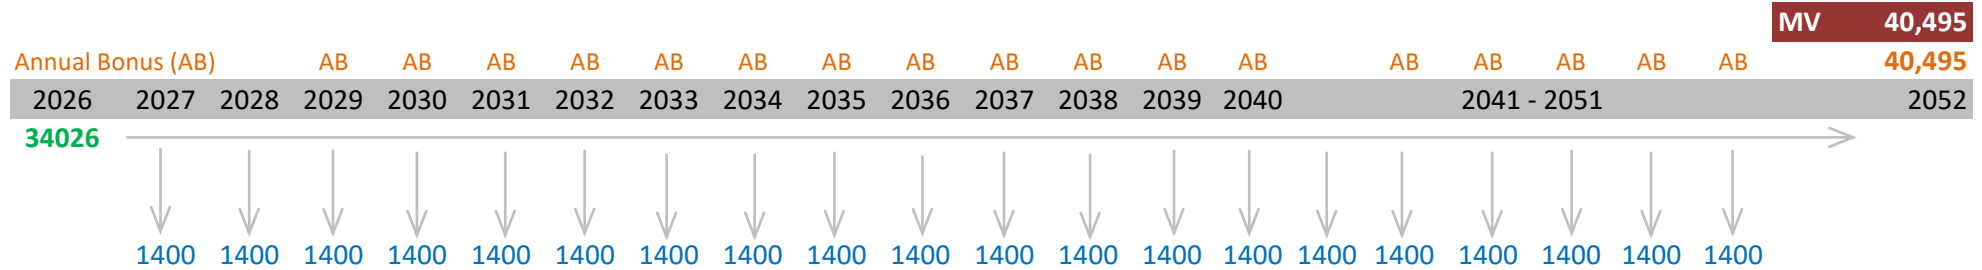 MV 40,495
Annual Bonus (AB) AB AB AB AB AB AB AB AB AB AB AB AB AB AB AB AB AB 40,495
2026 2027 2028 2029 2030 2031 2032 2033 2034 2035 2036 2037 2038 2039 2040 2041 - 2051 2052
34026
1400 1400 1400 1400 1400 1400 1400 1400 1400 1400 1400 1400 1400 1400 1400 1400 1400 1400 1400 1400